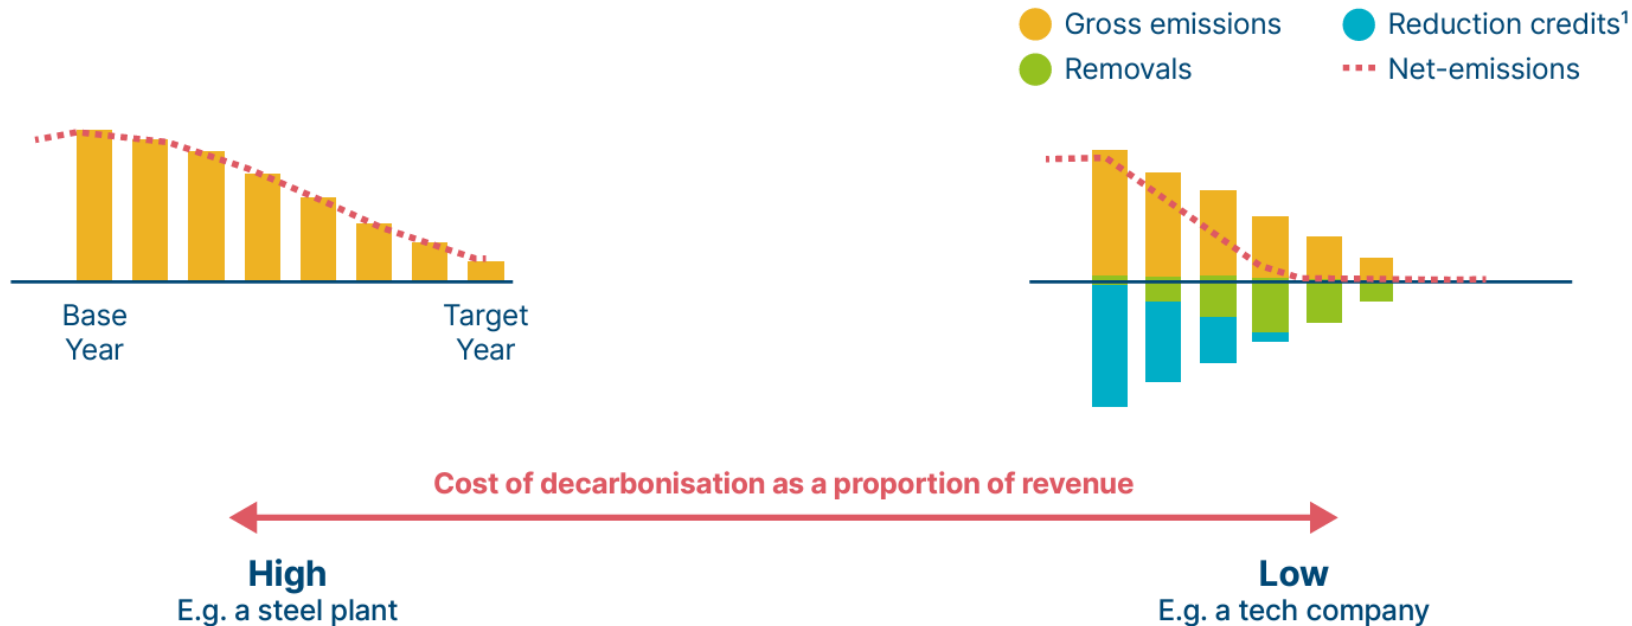 Gross emissions
Reduction credits¹
Removals
Net-emissions
Base
Year
Target
Year
Cost of decarbonisation as a proportion of revenue
High
E.g. a steel plant
Low
E.g. a tech company